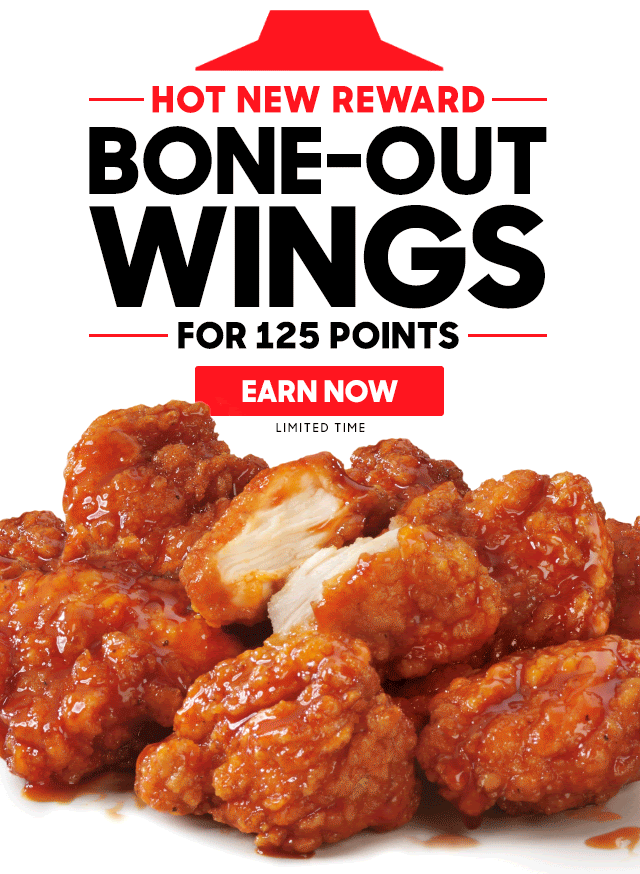 HOT NEW REWARD
BONE-OUT
WINGS
FOR 125 POINTS
EARN NOW
LIMITED TIME